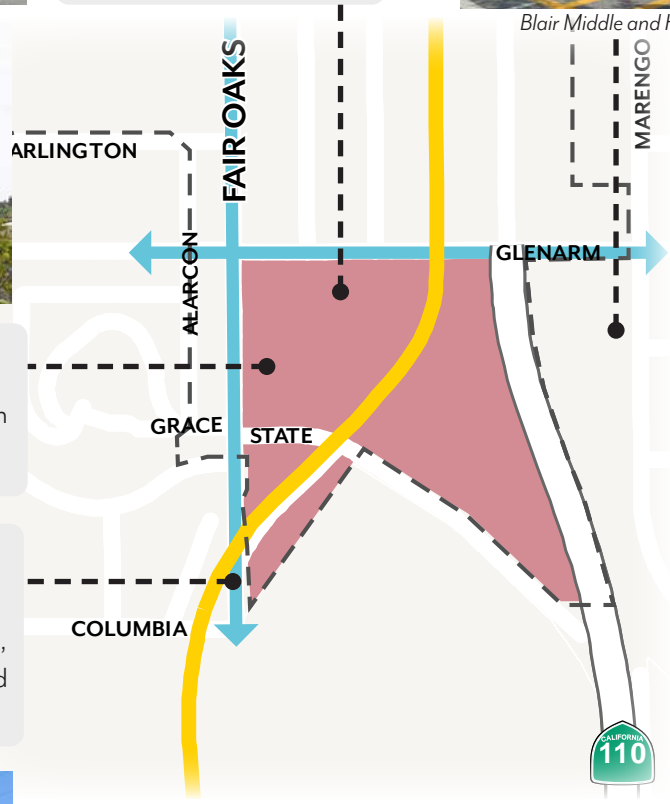 Blair Middle and
FAIR OAKS
MARENGO
ARLINGTON
ALARCON
GLENARM
GRACE
STATE
COLUMBIA
,
CALIFORNIA
110